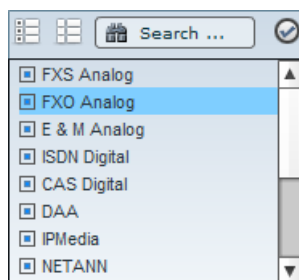 Search ...
FXS Analog
FXO Analog
E & M Analog
ISDN Digital
CAS Digital
DAA
IPMedia
NETANN